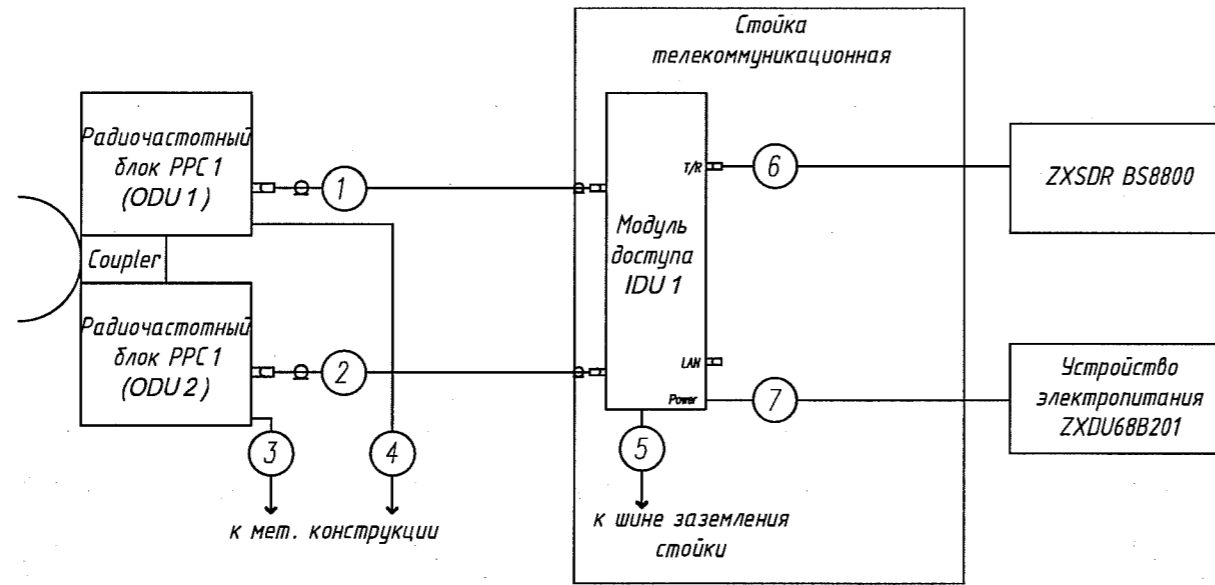 Стойка
телекоммуникационная
Радиочастотный
блок РРС 1
(ODU 1)
1
T/R
6
ZXSDR BS8800
Модуль
доступа
IDU 1
Coupler
Радиочастотный
блок РРС 1
(ODU 2)
2
LAN
Power
7
Устройство
электропитания
ZXDU68B201
3
4
5
к мет. конструкции
к шине заземления
стойки